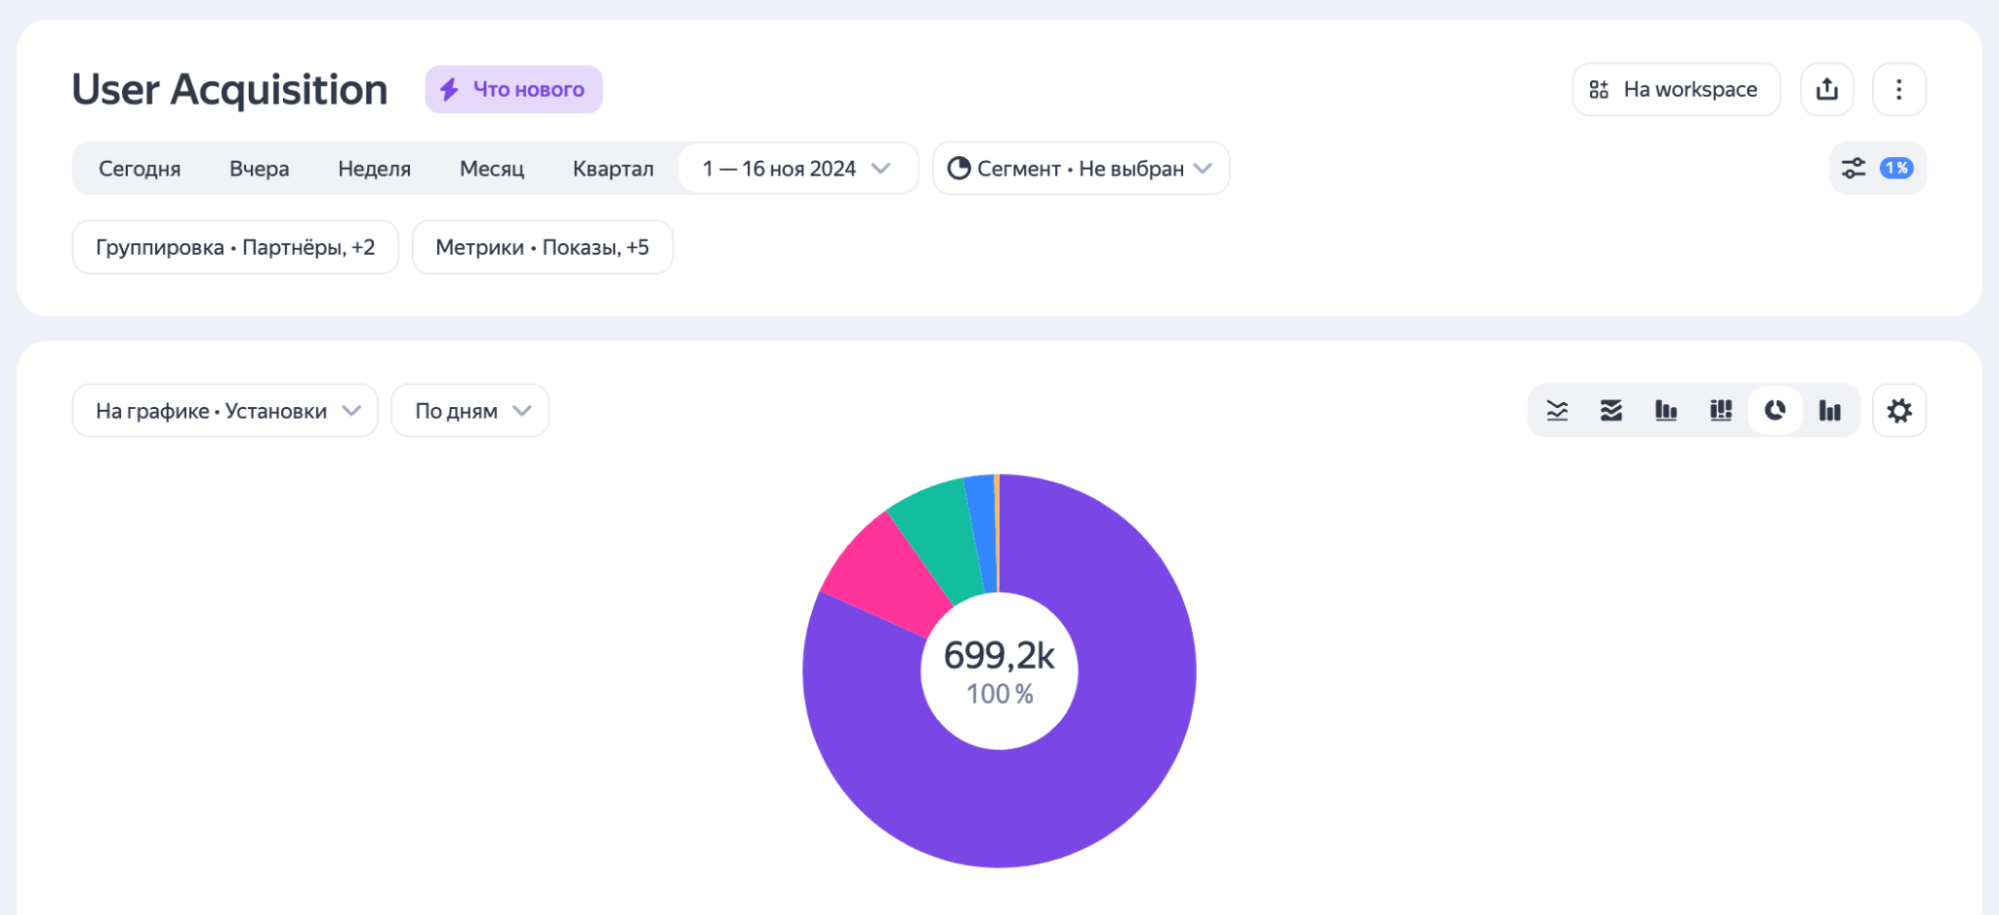 User Acquisition
Что нового
На workspace
Сегодня
Вчера
Неделя
Месяц
Квартал
1 — 16 ноя 2024
Сегмент • Не выбран
1 %
Группировка • Партнёры, +2
Метрики • Показы, +5
На графике • Установки
По дням
699,2k
100 %